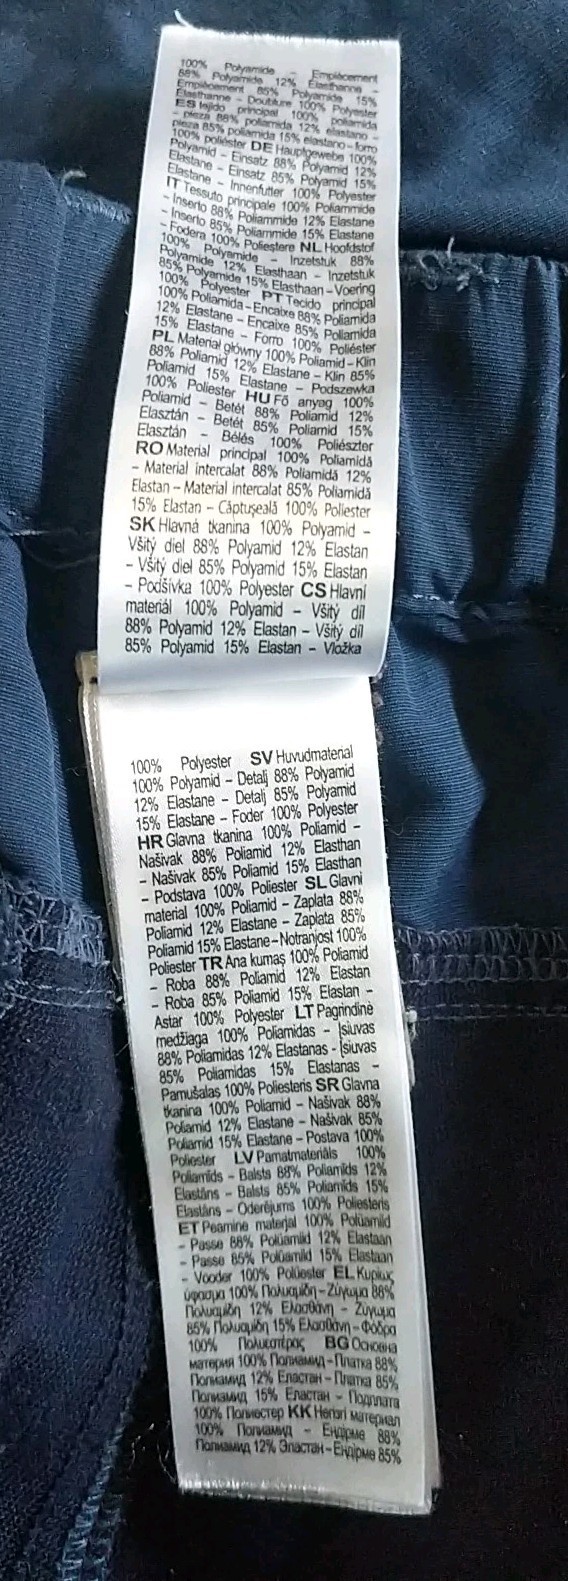 100% Polyamide – Empiècement
88% Polyamide 12% Élasthanne –
Empiècement 85% Polyamide 15%
Élasthanne – Doublure 100% Polyester
ES Tejido principal 100% poliamida
– pieza 88% poliamida 12% elastano –
pieza 85% poliamida 15% elastano – forro
100% poliéster DE Hauptgewebe 100%
Polyamid – Einsatz 88% Polyamid 12%
Elastane – Einsatz 85% Polyamid 15%
Elastane – Innenfutter 100% Polyester
IT Tessuto principale 100% Poliammide
– Inserto 88% Poliammide 12% Elastane
– Inserto 85% Poliammide 15% Elastane
– Fodera 100% Poliestere NL Hoofdstof
100% Polyamide – Inzetstuk 88%
Polyamide 12% Elasthaan – Inzetstuk
85% Polyamide 15% Elasthaan – Voering
100% Polyester PT Tecido principal
100% Poliamida – Encaixe 88% Poliamida
12% Elastane – Encaixe 85% Poliamida
15% Elastane – Forro 100% Poliéster
PL Materiał główny 100% Poliamid – Klin
88% Poliamid 12% Elastane – Klin 85%
Poliamid 15% Elastane – Podszewka
100% Poliester HU Fő anyag 100%
Poliamid – Betét 88% Poliamid 12%
Elasztán – Betét 85% Poliamid 15%
Elasztán – Bélés 100% Poliészter
RO Material principal 100% Poliamidă
– Material intercalat 88% Poliamidă 12%
Elastan – Material intercalat 85% Poliamidă
15% Elastan – Căptuşeală 100% Poliester
SK Hlavná tkanina 100% Polyamid –
Všitý diel 88% Polyamid 12% Elastan
– Všitý diel 85% Polyamid 15% Elastan
– Podšívka 100% Polyester CS Hlavní
materiál 100% Polyamid – Všitý díl
88% Polyamid 12% Elastan – Všitý díl
85% Polyamid 15% Elastan – Vložka
100% Polyester SV Huvudmaterial
100% Polyamid – Detalj 88% Polyamid
12% Elastane – Detalj 85% Polyamid
15% Elastane – Foder 100% Polyester
HR Glavna tkanina 100% Poliamid –
Našivak 88% Poliamid 12% Elasthan
– Našivak 85% Poliamid 15% Elasthan
– Podstava 100% Poliester SL Glavni
material 100% Poliamid – Zaplata 88%
Poliamid 12% Elastane – Zaplata 85%
Poliamid 15% Elastane – Notranjost 100%
Poliester TR Ana kumaş 100% Poliamid
– Roba 88% Poliamid 12% Elastan
– Roba 85% Poliamid 15% Elastan –
Astar 100% Polyester LT Pagrindinė
medžiaga 100% Poliamidas – Įsiuvas
88% Poliamidas 12% Elastanas - Įsiuvas
85% Poliamidas 15% Elastanas –
Pamušalas 100% Poliesteris SR Glavna
tkanina 100% Poliamid – Našivak 88%
Poliamid 12% Elastane – Našivak 85%
Poliamid 15% Elastane – Postava 100%
Poliester LV Pamatmateriāls 100%
Poliamīds – Balsts 88% Poliamīds 12%
Elastāns – Balsts 85% Poliamīds 15%
Elastāns – Oderējums 100% Poliesteris
ET Peamine materjal 100% Polüamiid
– Passe 88% Polüamiid 12% Elastaan
– Passe 85% Polüamiid 15% Elastaan
– Vooder 100% Polüester EL Κυρίως
ύφασμα 100% Πολυαμίδη – Ζύγωμα 88%
Πολυαμίδη 12% Ελασθάνη – Ζύγωμα
85% Πολυαμίδη 15% Ελασθάνη – Φόδρα
100% Πολυεστέρας BG Основна
материя 100% Полиамид – Платка 88%
Полиамид 12% Еластан – Платка 85%
Полиамид 15% Еластан – Подплата
100% Полиестер KK Негізгі материал
100% Полиамид – Ендірме 88%
Полиамид 12% Эластан – Ендірме 85%